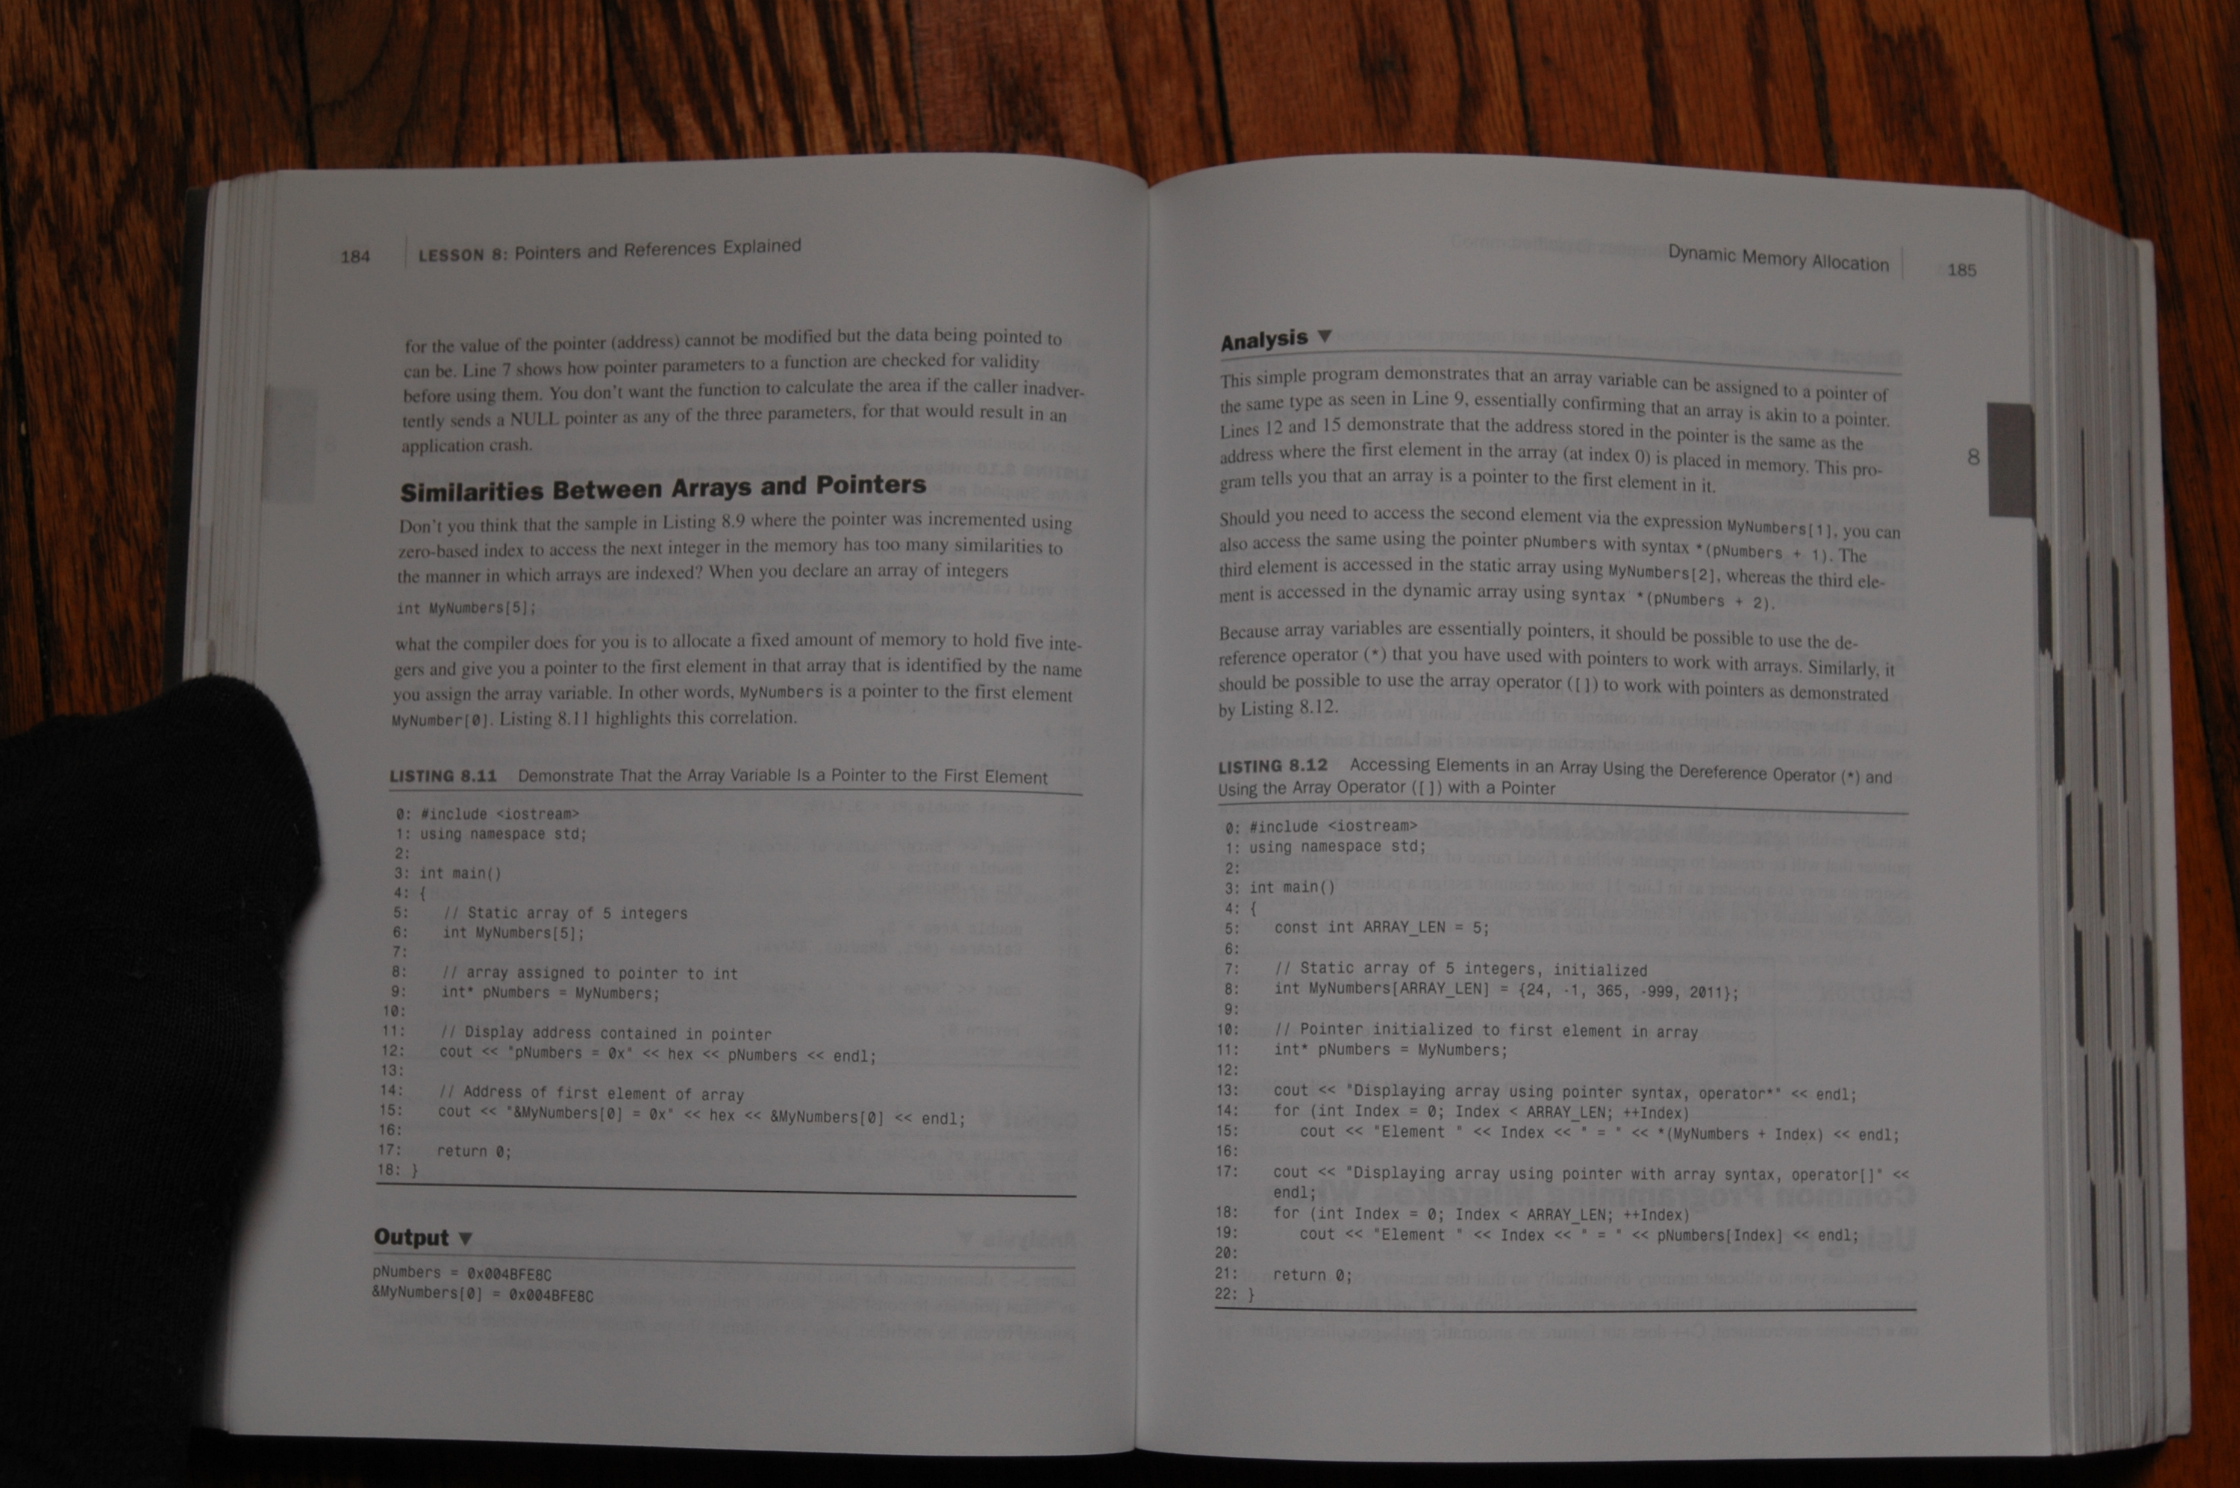 184 LESSON 8: Pointers and References Explained
for the value of the pointer (address) cannot be modified but the data being pointed to
can be. Line 7 shows how pointer parameters to a function are checked for validity
before using them. You don't want the function to calculate the area if the caller inadver-
tently sends a NULL pointer as any of the three parameters, for that would result in an
application crash.
Similarities Between Arrays and Pointers
Don't you think that the sample in Listing 8.9 where the pointer was incremented using
zero-based index to access the next integer in the memory has too many similarities to
the manner in which arrays are indexed? When you declare an array of integers
int MyNumbers[5];
what the compiler does for you is to allocate a fixed amount of memory to hold five inte-
gers and give you a pointer to the first element in that array that is identified by the name
you assign the array variable. In other words, MyNumbers is a pointer to the first element
MyNumber[0]. Listing 8.11 highlights this correlation.
LISTING 8.11 Demonstrate That the Array Variable Is a Pointer to the First Element
0: #include <iostream>
1: using namespace std;
2:
3: int main()
4: {
5: // Static array of 5 integers
6: int MyNumbers[5];
7:
8: // array assigned to pointer to int
9: int* pNumbers = MyNumbers;
10:
11: // Display address contained in pointer
12: cout << "pNumbers = 0x" << hex << pNumbers << endl;
13:
14: // Address of first element of array
15: cout << "&MyNumbers[0] = 0x" << hex << &MyNumbers[0] << endl;
16:
17: return 0;
18: }
Output ▼
pNumbers = 0x004BFE8C
&MyNumbers[0] = 0x004BFE8C
Dynamic Memory Allocation 185
8
Analysis ▼
This simple program demonstrates that an array variable can be assigned to a pointer of
the same type as seen in Line 9, essentially confirming that an array is akin to a pointer.
Lines 12 and 15 demonstrate that the address stored in the pointer is the same as the
address where the first element in the array (at index 0) is placed in memory. This pro-
gram tells you that an array is a pointer to the first element in it.
Should you need to access the second element via the expression MyNumbers[1], you can
also access the same using the pointer pNumbers with syntax *(pNumbers + 1). The
third element is accessed in the static array using MyNumbers[2], whereas the third ele-
ment is accessed in the dynamic array using syntax *(pNumbers + 2).
Because array variables are essentially pointers, it should be possible to use the de-
reference operator (*) that you have used with pointers to work with arrays. Similarly, it
should be possible to use the array operator ([]) to work with pointers as demonstrated
by Listing 8.12.
LISTING 8.12 Accessing Elements in an Array Using the Dereference Operator (*) and
Using the Array Operator ([]) with a Pointer
0: #include <iostream>
1: using namespace std;
2:
3: int main()
4: {
5: const int ARRAY_LEN = 5;
6:
7: // Static array of 5 integers, initialized
8: int MyNumbers[ARRAY_LEN] = {24, -1, 365, -999, 2011};
9:
10: // Pointer initialized to first element in array
11: int* pNumbers = MyNumbers;
12:
13: cout << "Displaying array using pointer syntax, operator*" << endl;
14: for (int Index = 0; Index < ARRAY_LEN; ++Index)
15: cout << "Element " << Index << " = " << *(MyNumbers + Index) << endl;
16:
17: cout << "Displaying array using pointer with array syntax, operator[]" <<
endl;
18: for (int Index = 0; Index < ARRAY_LEN; ++Index)
19: cout << "Element " << Index << " = " << pNumbers[Index] << endl;
20:
21: return 0;
22: }